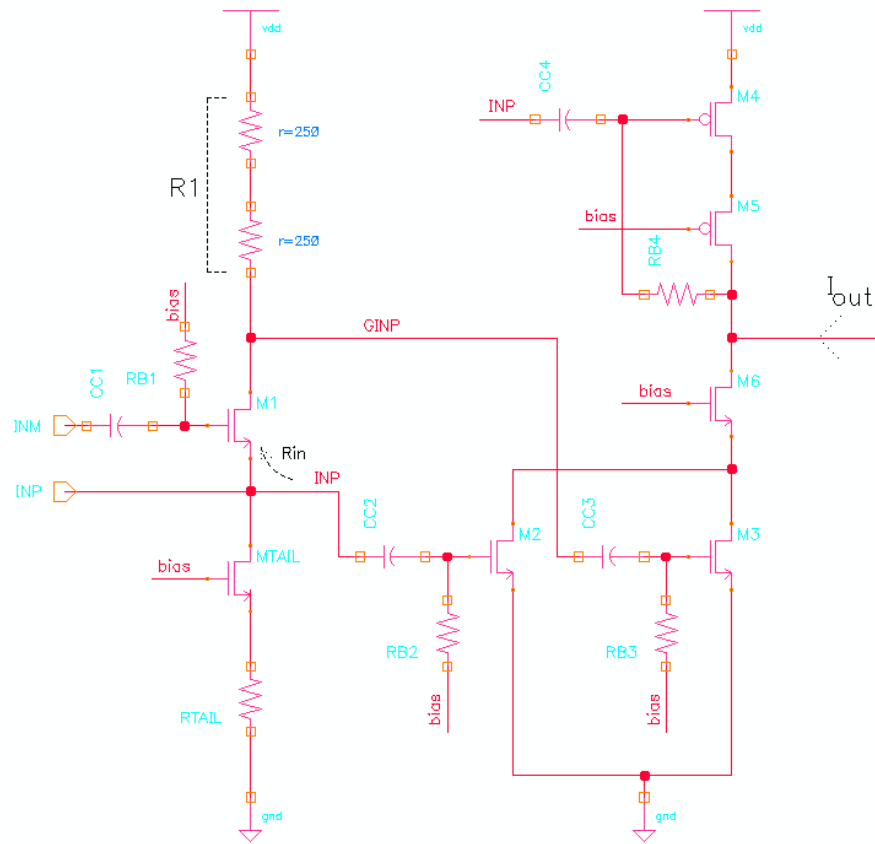 vdd
vdd
CC4
INP
M4
r=250
R1
bias
M5
r=250
RB4
Iout
bias
GINP
RB1
CC1
M1
bias
M6
INM
Rin
INP
INP
CC2
M2
CC3
M3
MTAIL
bias
RB2
RB3
RTAIL
bias
bias
gnd
gnd